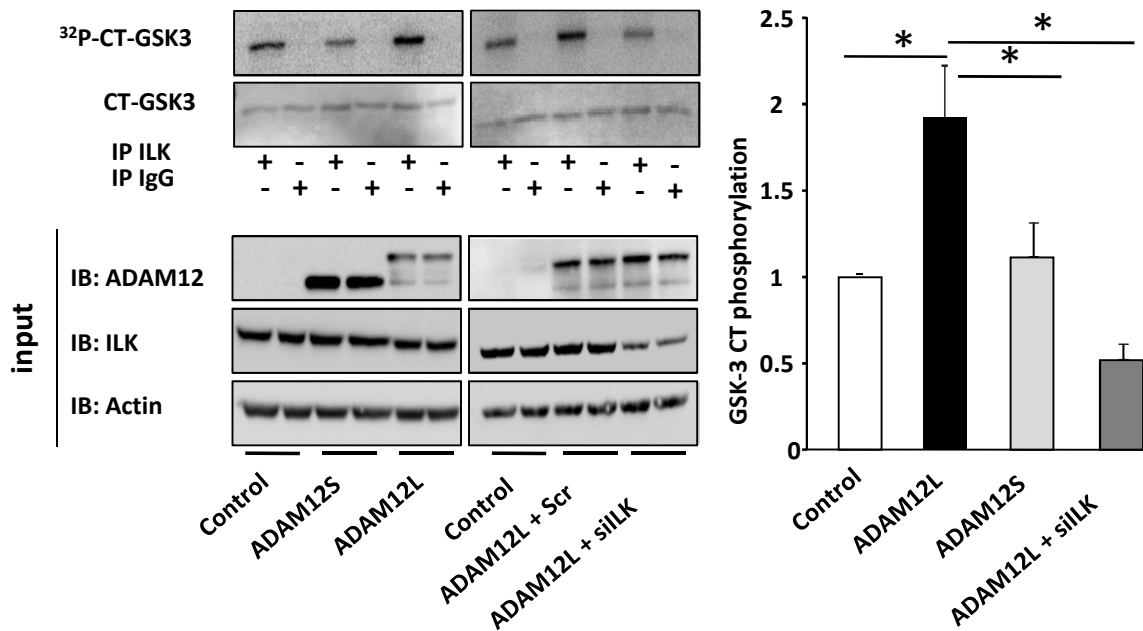 ³²P-CT-GSK3
CT-GSK3
IP ILK + - + - + - + - + - + -
IP IgG - + - + - + - + - + - +
input
IB: ADAM12
IB: ILK
IB: Actin
Control
ADAM12S
ADAM12L
Control
ADAM12L + Scr
ADAM12L + siILK
GSK-3 CT phosphorylation
2.5
2
1.5
1
0.5
0
*
*
*
Control
ADAM12L
ADAM12S
ADAM12L + siILK